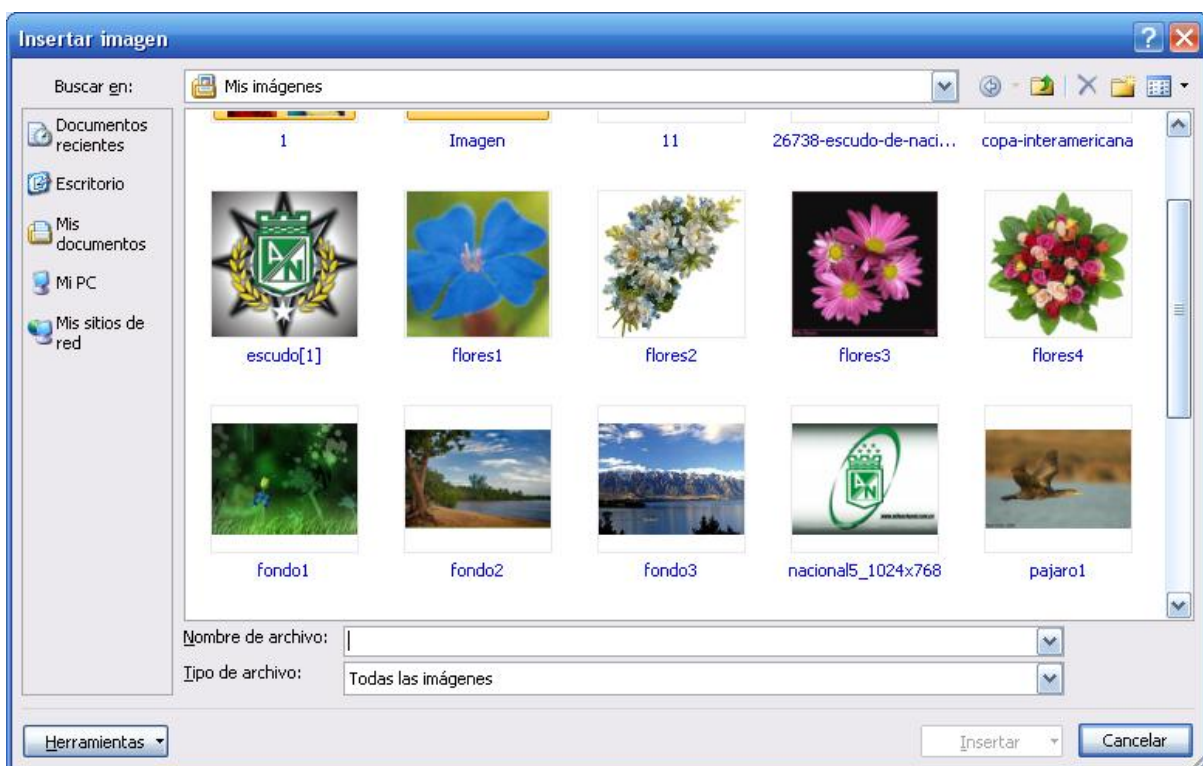 Insertar imagen
Buscar en:
Mis imágenes
Documentos
recientes
Escritorio
Mis
documentos
Mi PC
Mis sitios de
red
1
Imagen
11
26738-escudo-de-naci...
copa-interamericana
escudo[1]
flores1
flores2
flores3
flores4
fondo1
fondo2
fondo3
nacional5_1024x768
pajaro1
Nombre de archivo:
Tipo de archivo:
Todas las imágenes
Herramientas
Insertar
Cancelar